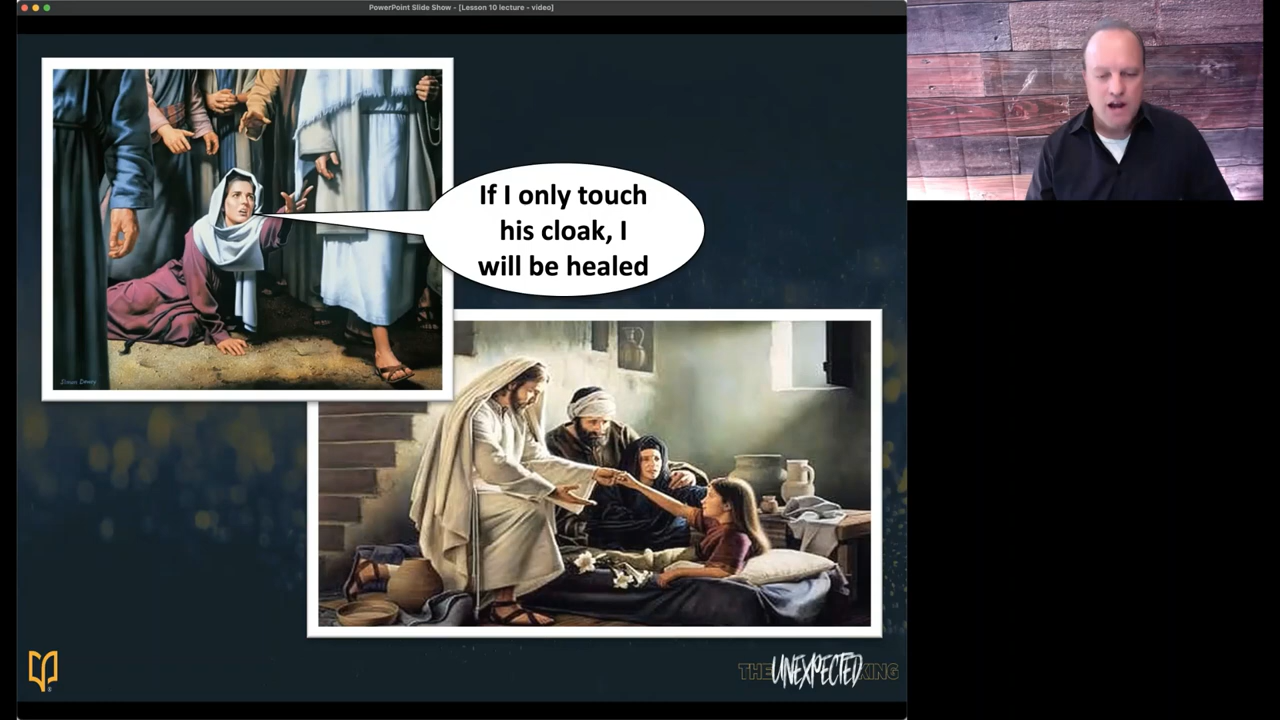 PowerPoint Slide Show - [Lesson 10 lecture - video]
If I only touch
his cloak, I
will be healed
THE UNEXPECTED KING